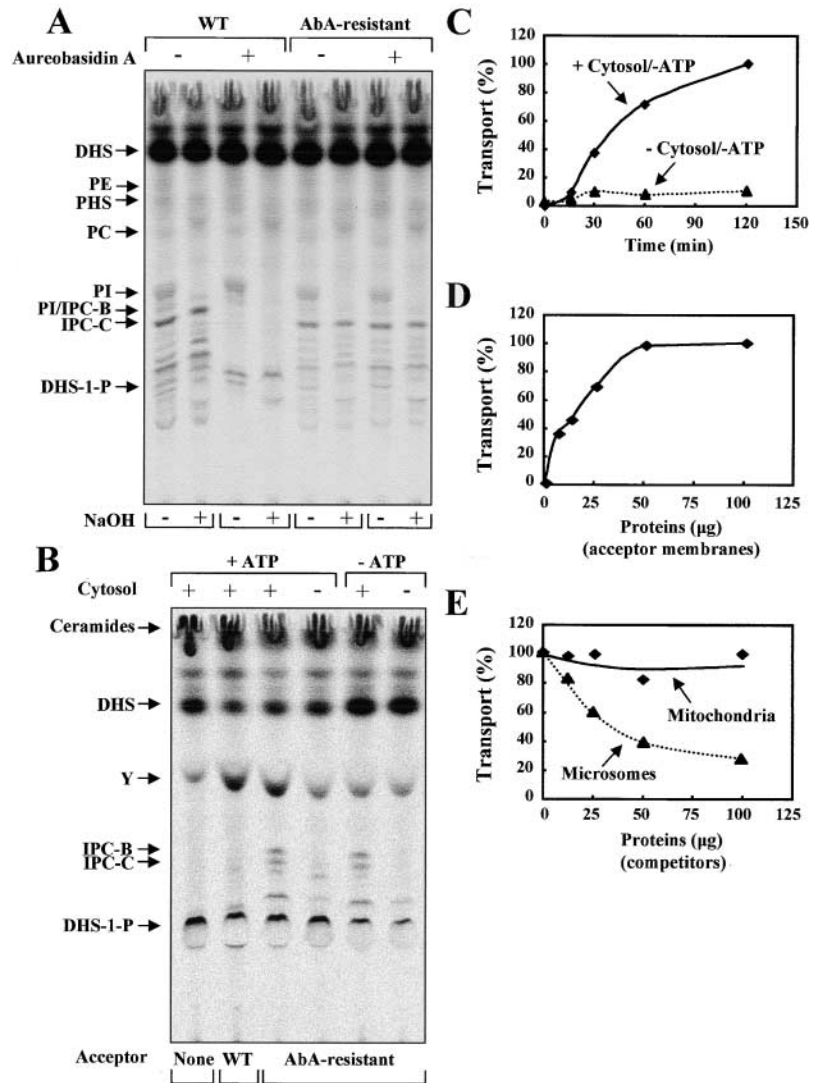 A
WT AbA-resistant
Aureobasidin A - + - +
DHS
PE
PHS
PC
PI
PI/IPC-B
IPC-C
DHS-1-P
NaOH - + - + - + - +
B
+ ATP - ATP
Cytosol + + + - + -
Ceramides
DHS
Y
IPC-B
IPC-C
DHS-1-P
Acceptor None WT AbA-resistant
C
Transport (%)
100
80
60
40
20
0
+ Cytosol/-ATP
- Cytosol/-ATP
0 30 60 90 120 150
Time (min)
D
Transport (%)
100
80
60
40
20
0
0 25 50 75 100 125
Proteins (µg)
(acceptor membranes)
E
Transport (%)
120
100
80
60
40
20
0
Mitochondria
Microsomes
0 25 50 75 100 125
Proteins (µg)
(competitors)